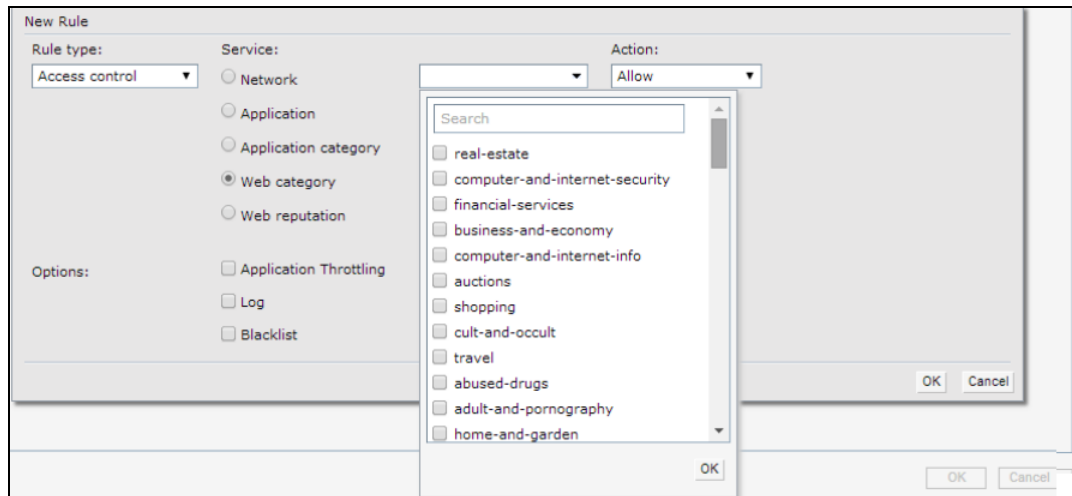 New Rule
Rule type: Service: Action:
Access control Network Allow
Application
Application category
Web category
Web reputation
Options: Application Throttling
Log
Blacklist
Search
real-estate
computer-and-internet-security
financial-services
business-and-economy
computer-and-internet-info
auctions
shopping
cult-and-occult
travel
abused-drugs
adult-and-pornography
home-and-garden
OK
OK Cancel
OK Cancel